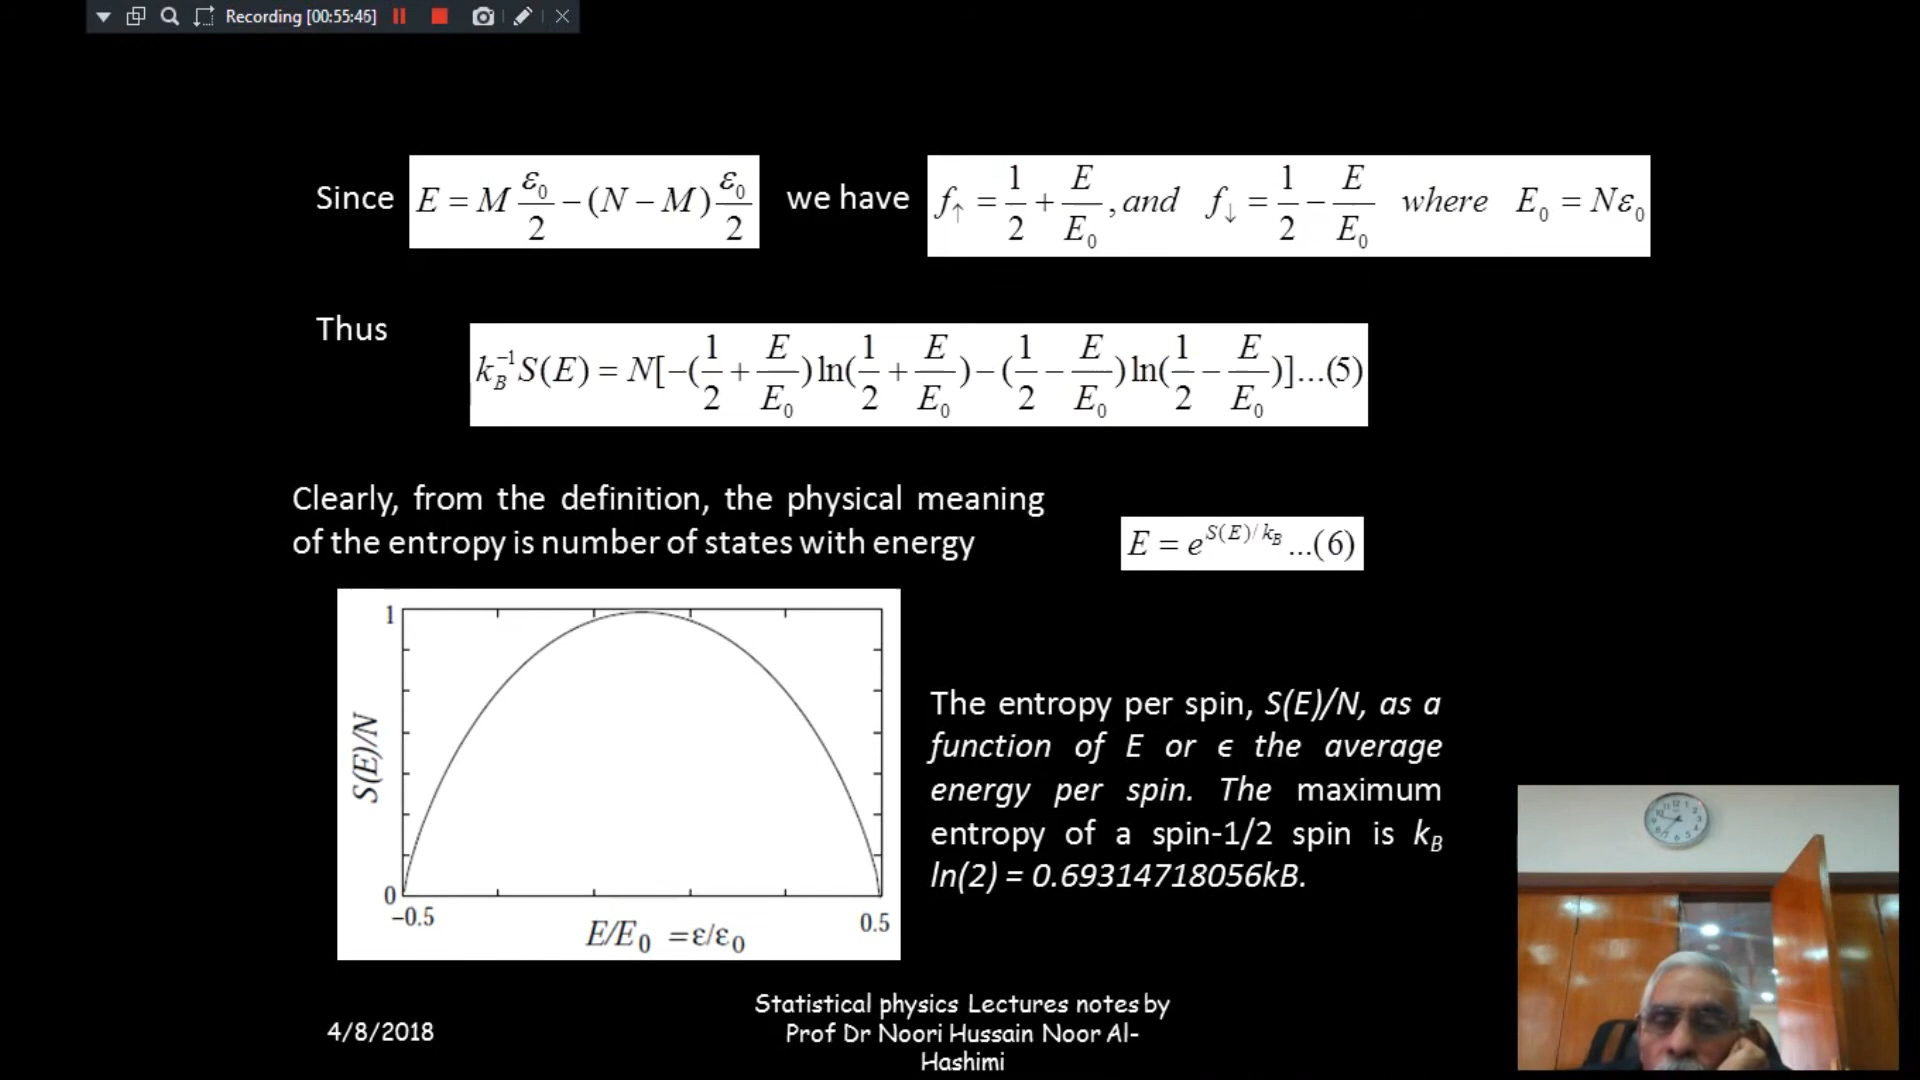 Recording [00:55:45]
Since E = M ε₀/2 − (N − M) ε₀/2 we have f↑ = 1/2 + E/E₀ , and f↓ = 1/2 − E/E₀ where E₀ = Nε₀
Thus
k_B⁻¹S(E) = N[−(1/2 + E/E₀)ln(1/2 + E/E₀) − (1/2 − E/E₀)ln(1/2 − E/E₀)]...(5)
Clearly, from the definition, the physical meaning
of the entropy is number of states with energy
E = e^{S(E)/k_B} ...(6)
1
S(E)/N
0
−0.5
0.5
E/E₀ =ε/ε₀
The entropy per spin, S(E)/N, as a
function of E or ϵ the average
energy per spin. The maximum
entropy of a spin-1/2 spin is k_B
ln(2) = 0.69314718056kB.
4/8/2018
Statistical physics Lectures notes by
Prof Dr Noori Hussain Noor Al-
Hashimi